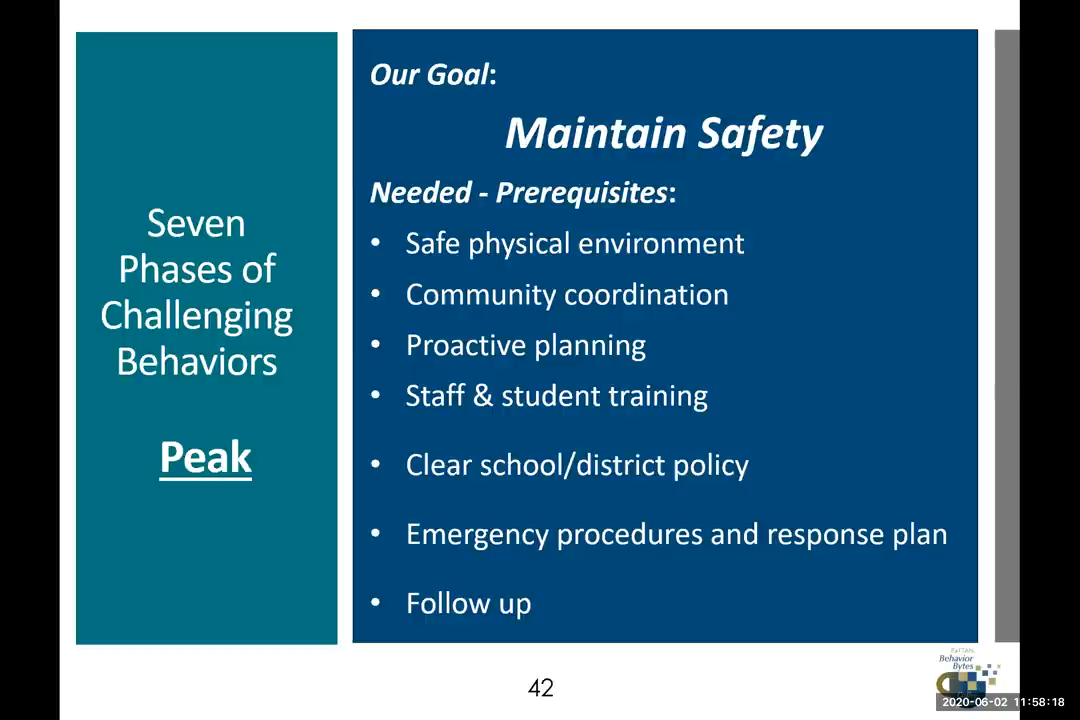 Seven
Phases of
Challenging
Behaviors
Peak
Our Goal:
Maintain Safety
Needed - Prerequisites:
• Safe physical environment
• Community coordination
• Proactive planning
• Staff & student training
• Clear school/district policy
• Emergency procedures and response plan
• Follow up
42
PaTTAN
Behavior
Bytes
2020-06-02 11:58:18